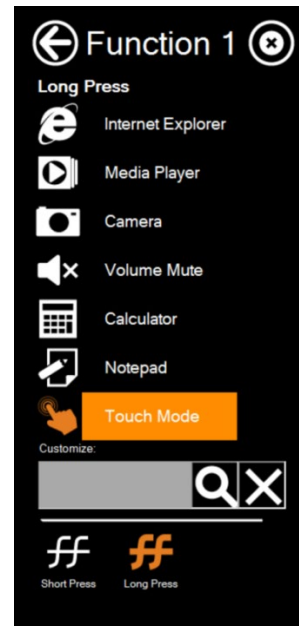 Function 1
Long Press
Internet Explorer
Media Player
Camera
Volume Mute
Calculator
Notepad
Touch Mode
Customize:
Short Press
Long Press